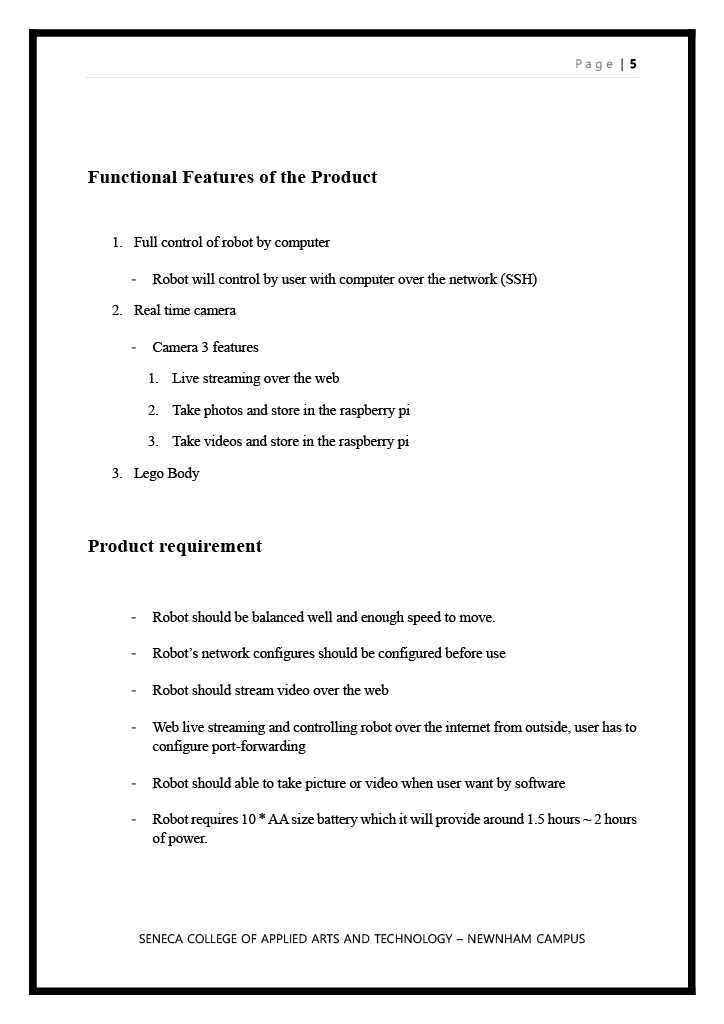 Page | 5
Functional Features of the Product
1. Full control of robot by computer
- Robot will control by user with computer over the network (SSH)
2. Real time camera
- Camera 3 features
1. Live streaming over the web
2. Take photos and store in the raspberry pi
3. Take videos and store in the raspberry pi
3. Lego Body
Product requirement
- Robot should be balanced well and enough speed to move.
- Robot’s network configures should be configured before use
- Robot should stream video over the web
- Web live streaming and controlling robot over the internet from outside, user has to
configure port-forwarding
- Robot should able to take picture or video when user want by software
- Robot requires 10 * AA size battery which it will provide around 1.5 hours ~ 2 hours
of power.
SENECA COLLEGE OF APPLIED ARTS AND TECHNOLOGY – NEWNHAM CAMPUS